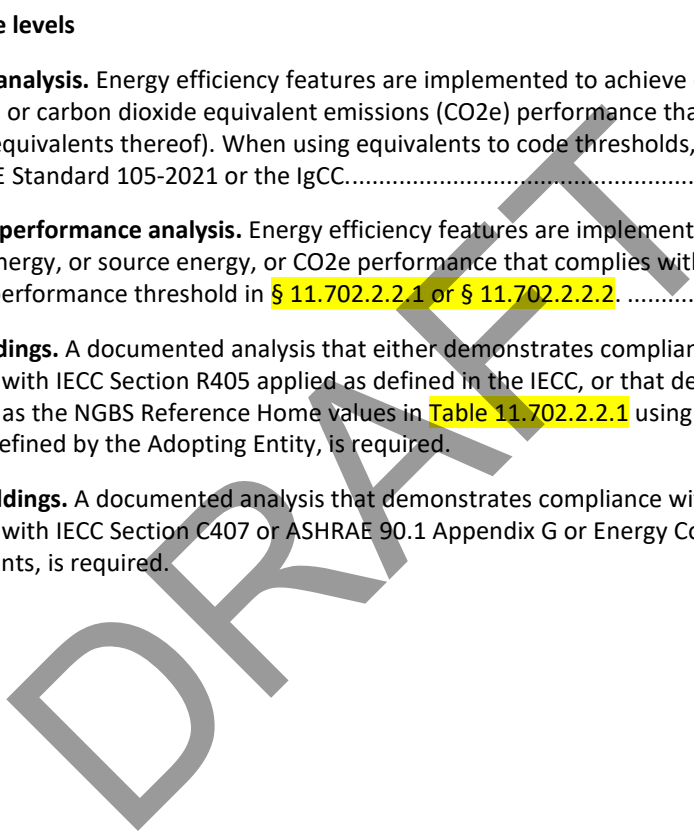 e levels
analysis. Energy efficiency features are implemented to achieve
or carbon dioxide equivalent emissions (CO2e) performance tha
equivalents thereof). When using equivalents to code thresholds,
E Standard 105-2021 or the IgCC.......................................................
performance analysis. Energy efficiency features are implement
nergy, or source energy, or CO2e performance that complies with
performance threshold in § 11.702.2.2.1 or § 11.702.2.2.2. ..........
dings. A documented analysis that either demonstrates complian
with IECC Section R405 applied as defined in the IECC, or that de
as the NGBS Reference Home values in Table 11.702.2.2.1 using
efined by the Adopting Entity, is required.
ldings. A documented analysis that demonstrates compliance wi
with IECC Section C407 or ASHRAE 90.1 Appendix G or Energy Co
nts, is required.
DRAFT